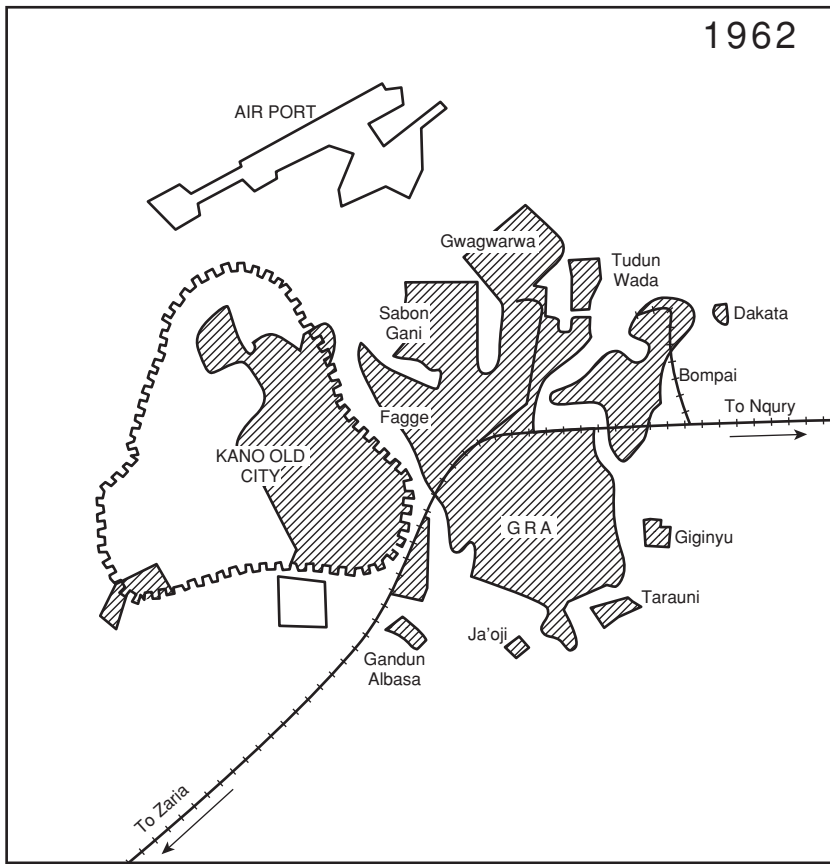 1962
AIR PORT
Gwagwarwa
Tudun
Wada
Sabon
Gani
Dakata
Bompai
To Nqury
Fagge
KANO OLD
CITY
GRA
Giginyu
Tarauni
Ja'oji
Gandun
Albasa
To Zaria